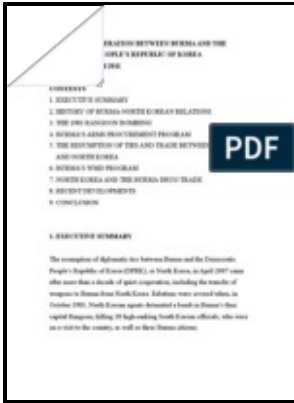 ERATION BETWEEN BURMA AND THE
OPLE'S REPUBLIC OF KOREA
CONTENTS
1. EXECUTIVE SUMMARY
2. HISTORY OF BURMA-NORTH KOREAN RELATIONS
3. THE 1983 RANGOON BOMBING
4. BURMA'S ARMS PROCUREMENT PROGRAM
5. THE RESUMPTION OF TIES AND TRADE BETWEEN
AND NORTH KOREA
6. BURMA'S WMD PROGRAM
7. NORTH KOREA AND THE BURMA DRUG TRADE
8. RECENT DEVELOPMENTS
9. CONCLUSION
PDF
1. EXECUTIVE SUMMARY
The resumption of diplomatic ties between Burma and the Democratic
People's Republic of Korea (DPRK), or North Korea, in April 2007 came
after more than a decade of quiet cooperation, including the transfer of
weapons to Burma from North Korea. Relations were severed when, in
October 1983, North Korean agents detonated a bomb in Burma's then
capital Rangoon, killing 18 high-ranking South Korean officials, who were
on a visit to the country, as well as three Burmese citizens.